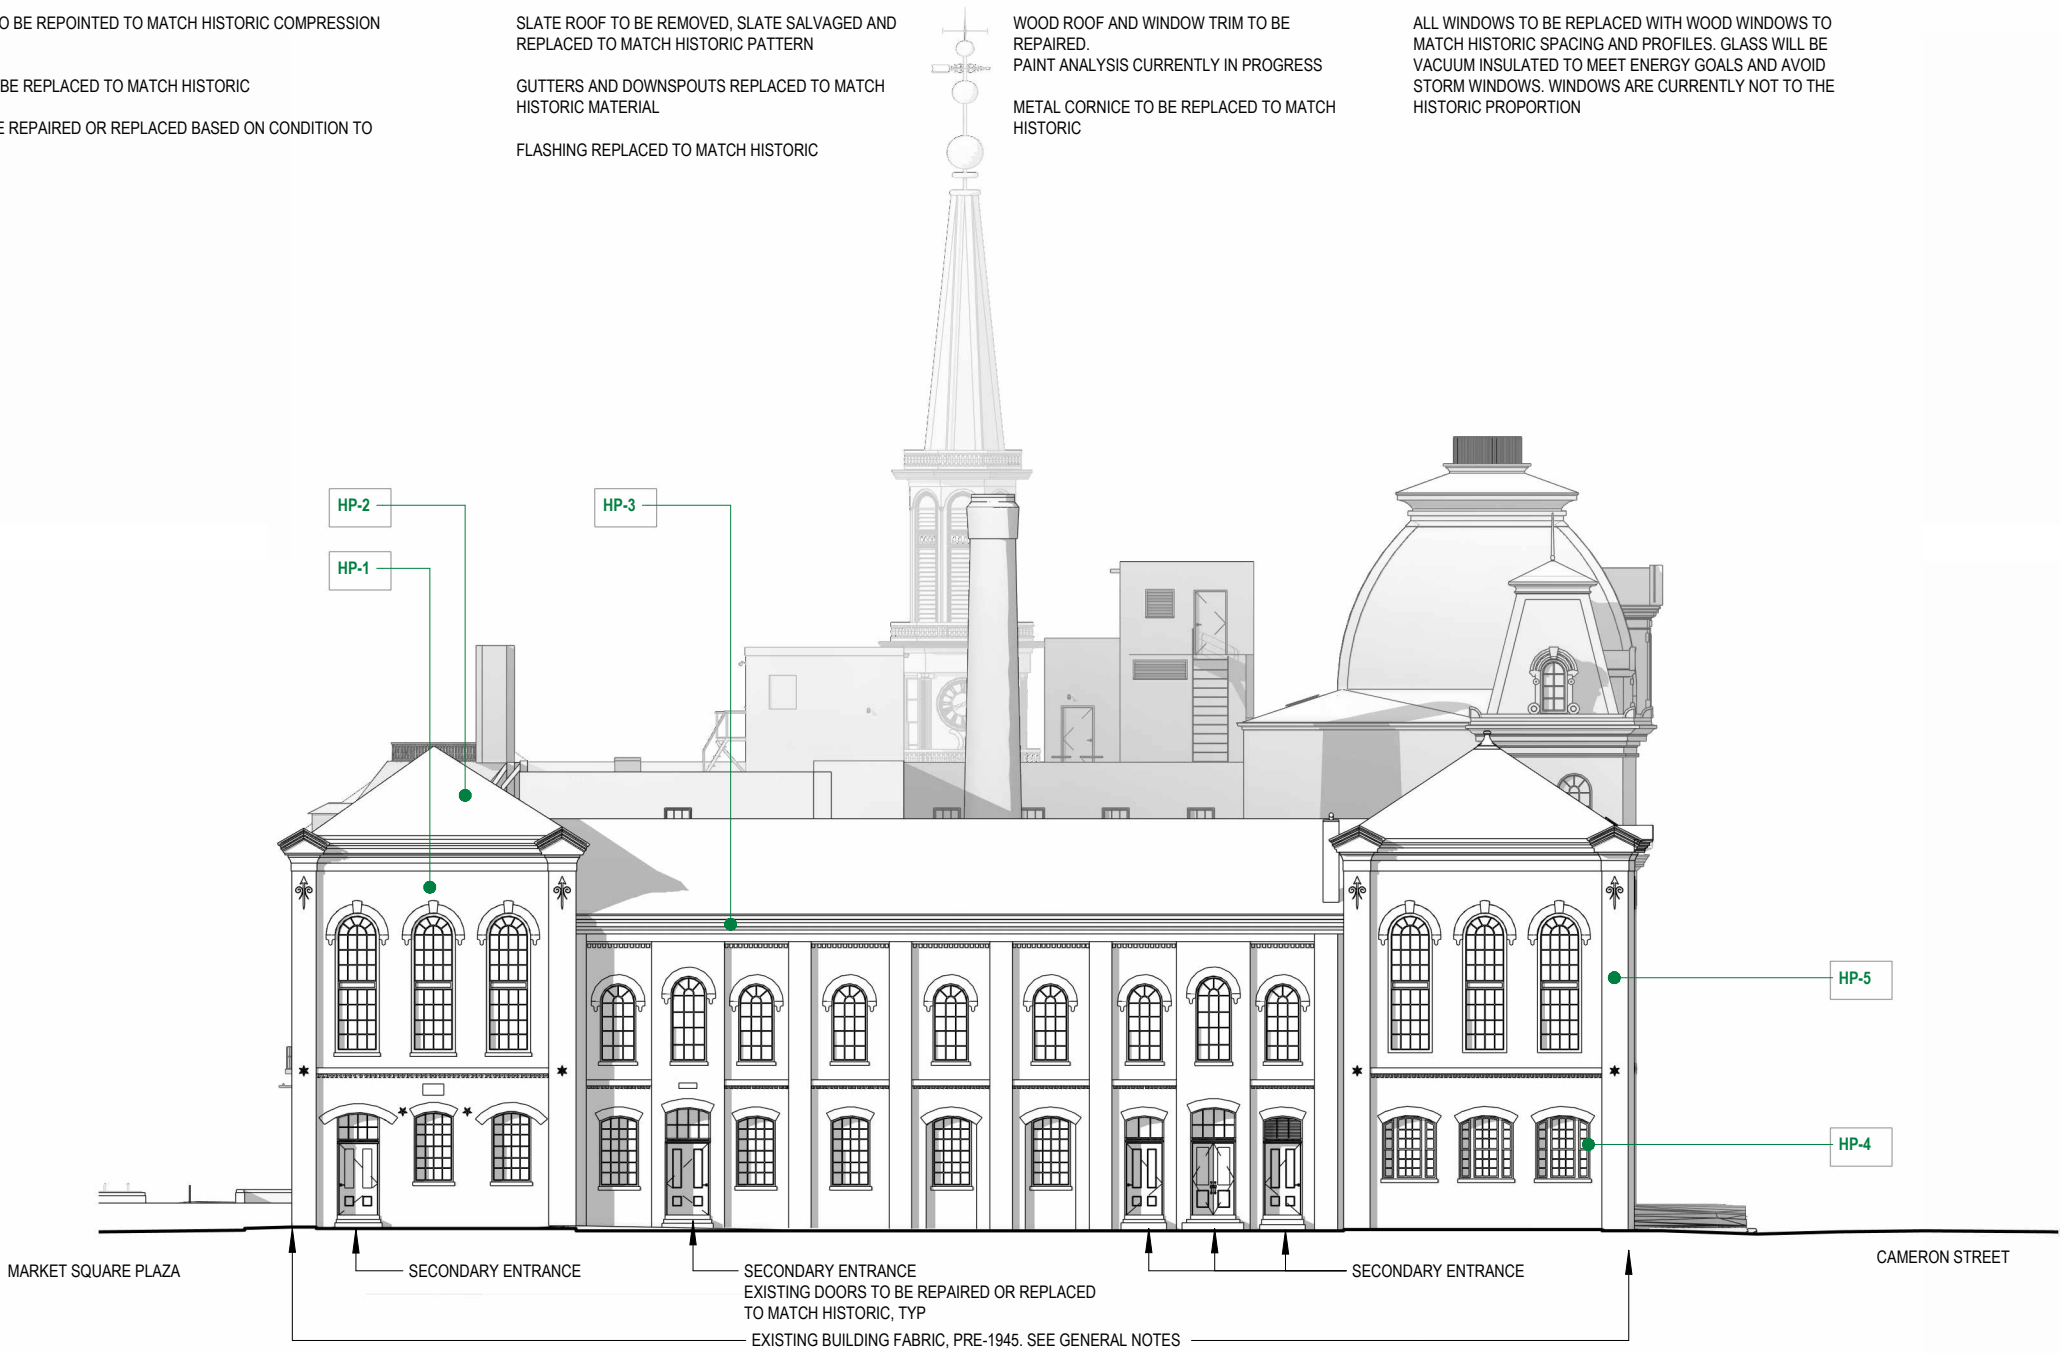 O BE REPOINTED TO MATCH HISTORIC COMPRESSION
BE REPLACED TO MATCH HISTORIC
E REPAIRED OR REPLACED BASED ON CONDITION TO
SLATE ROOF TO BE REMOVED, SLATE SALVAGED AND
REPLACED TO MATCH HISTORIC PATTERN
GUTTERS AND DOWNSPOUTS REPLACED TO MATCH
HISTORIC MATERIAL
FLASHING REPLACED TO MATCH HISTORIC
WOOD ROOF AND WINDOW TRIM TO BE
REPAIRED.
PAINT ANALYSIS CURRENTLY IN PROGRESS
METAL CORNICE TO BE REPLACED TO MATCH
HISTORIC
ALL WINDOWS TO BE REPLACED WITH WOOD WINDOWS TO
MATCH HISTORIC SPACING AND PROFILES. GLASS WILL BE
VACUUM INSULATED TO MEET ENERGY GOALS AND AVOID
STORM WINDOWS. WINDOWS ARE CURRENTLY NOT TO THE
HISTORIC PROPORTION
HP-2
HP-3
HP-1
HP-5
HP-4
MARKET SQUARE PLAZA
SECONDARY ENTRANCE
SECONDARY ENTRANCE
EXISTING DOORS TO BE REPAIRED OR REPLACED
TO MATCH HISTORIC, TYP
SECONDARY ENTRANCE
CAMERON STREET
EXISTING BUILDING FABRIC, PRE-1945. SEE GENERAL NOTES